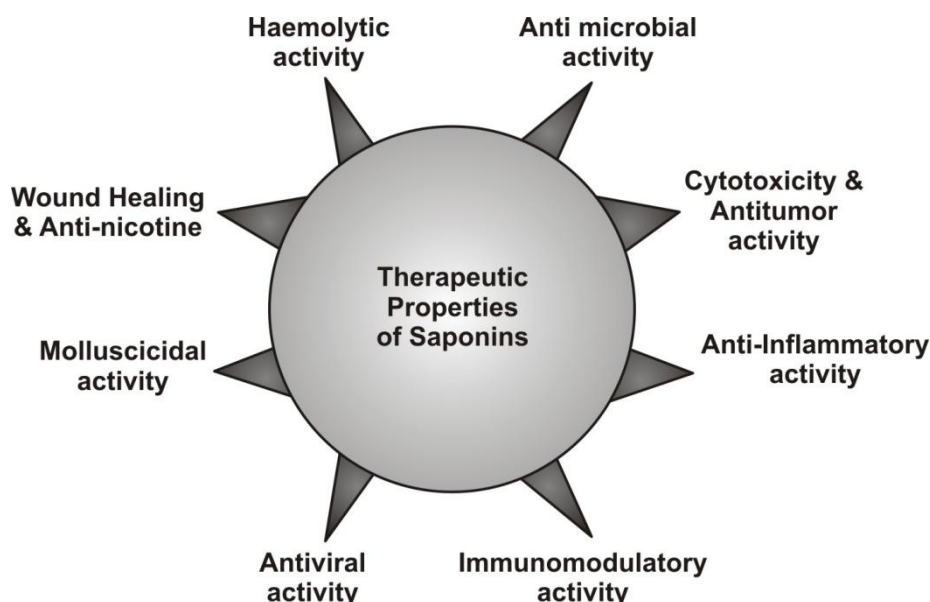 Haemolytic
activity
Anti microbial
activity
Wound Healing
& Anti-nicotine
Cytotoxicity &
Antitumor
activity
Therapeutic
Properties
of Saponins
Molluscicidal
activity
Anti-Inflammatory
activity
Antiviral
activity
Immunomodulatory
activity